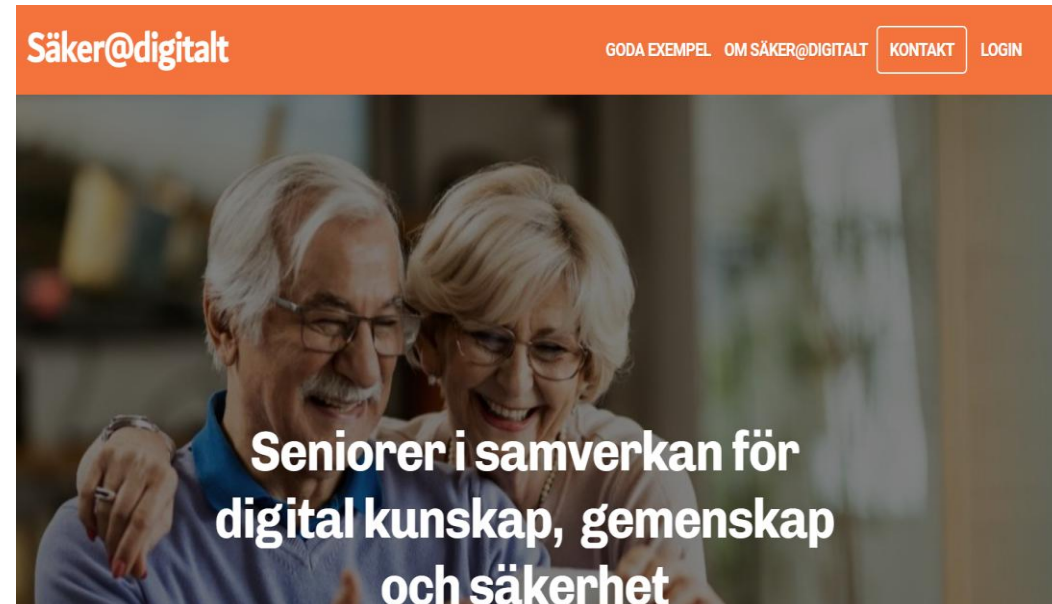 Säker@digitalt
GODA EXEMPEL OM SÄKER@DIGITALT KONTAKT LOGIN
Seniorer i samverkan för
digital kunskap, gemenskap
och säkerhet